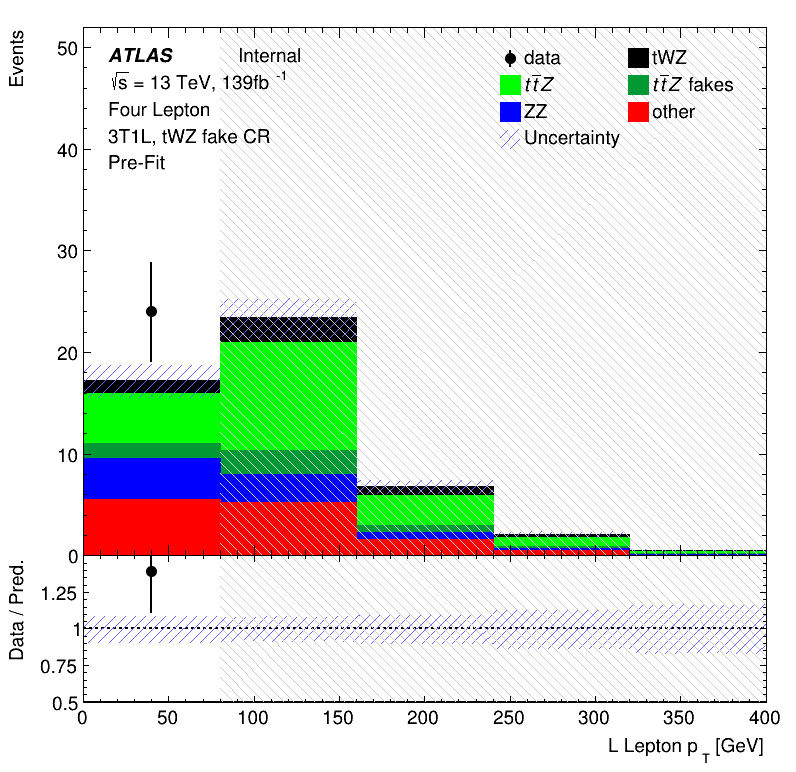 Events
50
40
30
20
10
0
ATLAS Internal
√s = 13 TeV, 139fb⁻¹
Four Lepton
3T1L, tWZ fake CR
Pre-Fit
data
tWZ
tt̄Z
tt̄Z fakes
ZZ
other
Uncertainty
Data / Pred.
1.25
1
0.75
0.5
0 50 100 150 200 250 300 350 400
L Lepton p_T [GeV]